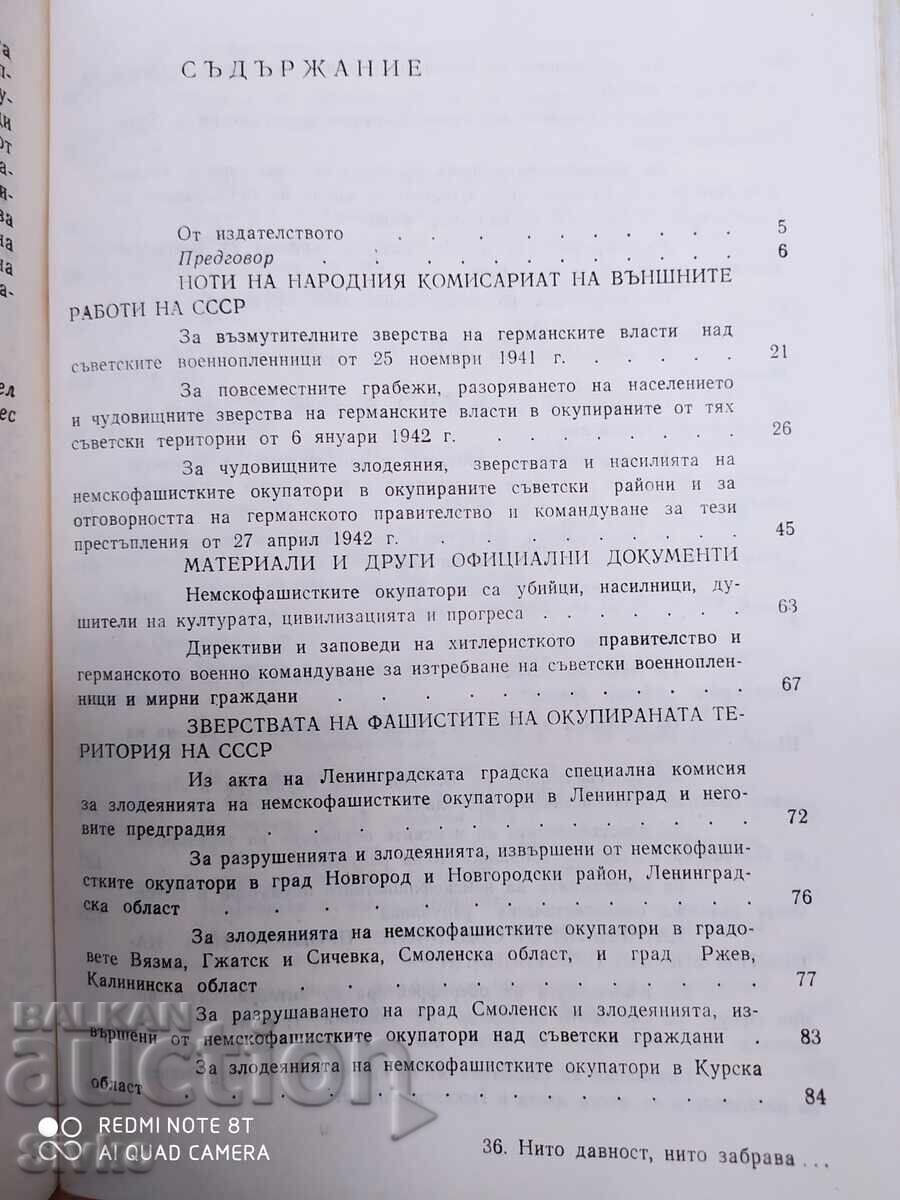 СЪДЪРЖАНИЕ
От издателството . . . . . . . . . . . 5
Предговор . . . . . . . . . . . . 6
НОТИ НА НАРОДНИЯ КОМИСАРИАТ НА ВЪНШНИТЕ
РАБОТИ НА СССР
За възмутителните зверства на германските власти над
съветските военнопленници от 25 ноември 1941 г. . . . . . 21
За повсеместните грабежи, разоряването на населението
и чудовищните зверства на германските власти в окупираните от тях
съветски територии от 6 януари 1942 г. . . . . . . . . 26
За чудовищните злодеяния, зверствата и насилията на
немскофашистките окупатори в окупираните съветски райони и за
отговорността на германското правителство и командуване за тези
престъпления от 27 април 1942 г. . . . . . . . . . . 45
МАТЕРИАЛИ И ДРУГИ ОФИЦИАЛНИ ДОКУМЕНТИ
Немскофашистките окупатори са убийци, насилници, ду-
шители на културата, цивилизацията и прогреса . . . . . . . 63
Директиви и заповеди на хитлеристкото правителство и
германското военно командуване за изтребване на съветски военноплен-
ници и мирни граждани . . . . . . . . . . . . . 67
ЗВЕРСТВАТА НА ФАШИСТИТЕ НА ОКУПИРАНАТА ТЕ-
РИТОРИЯ НА СССР
Из акта на Ленинградската градска специална комисия
за злодеянията на немскофашистките окупатори в Ленинград и него-
вите предградия . . . . . . . . . . . . . . 72
За разрушенията и злодеянията, извършени от немскофаши-
стките окупатори в град Новгород и Новгородски район, Ленинград-
ска област . . . . . . . . . . . . . . . 76
За злодеянията на немскофашистките окупатори в градо-
вете Вязма, Гжатск и Сичевка, Смоленска област, и град Ржев,
Калининска област . . . . . . . . . . . . . 77
За разрушаването на град Смоленск и злодеянията, из-
вършени от немскофашистките окупатори над съветски граждани . 83
За злодеянията на немскофашистките окупатори в Курска
област . . . . . . . . . . . . . . . . 84
36. Нито давност, нито забрава ...
BALKAN
auction
REDMI NOTE 8T
AI QUAD CAMERA